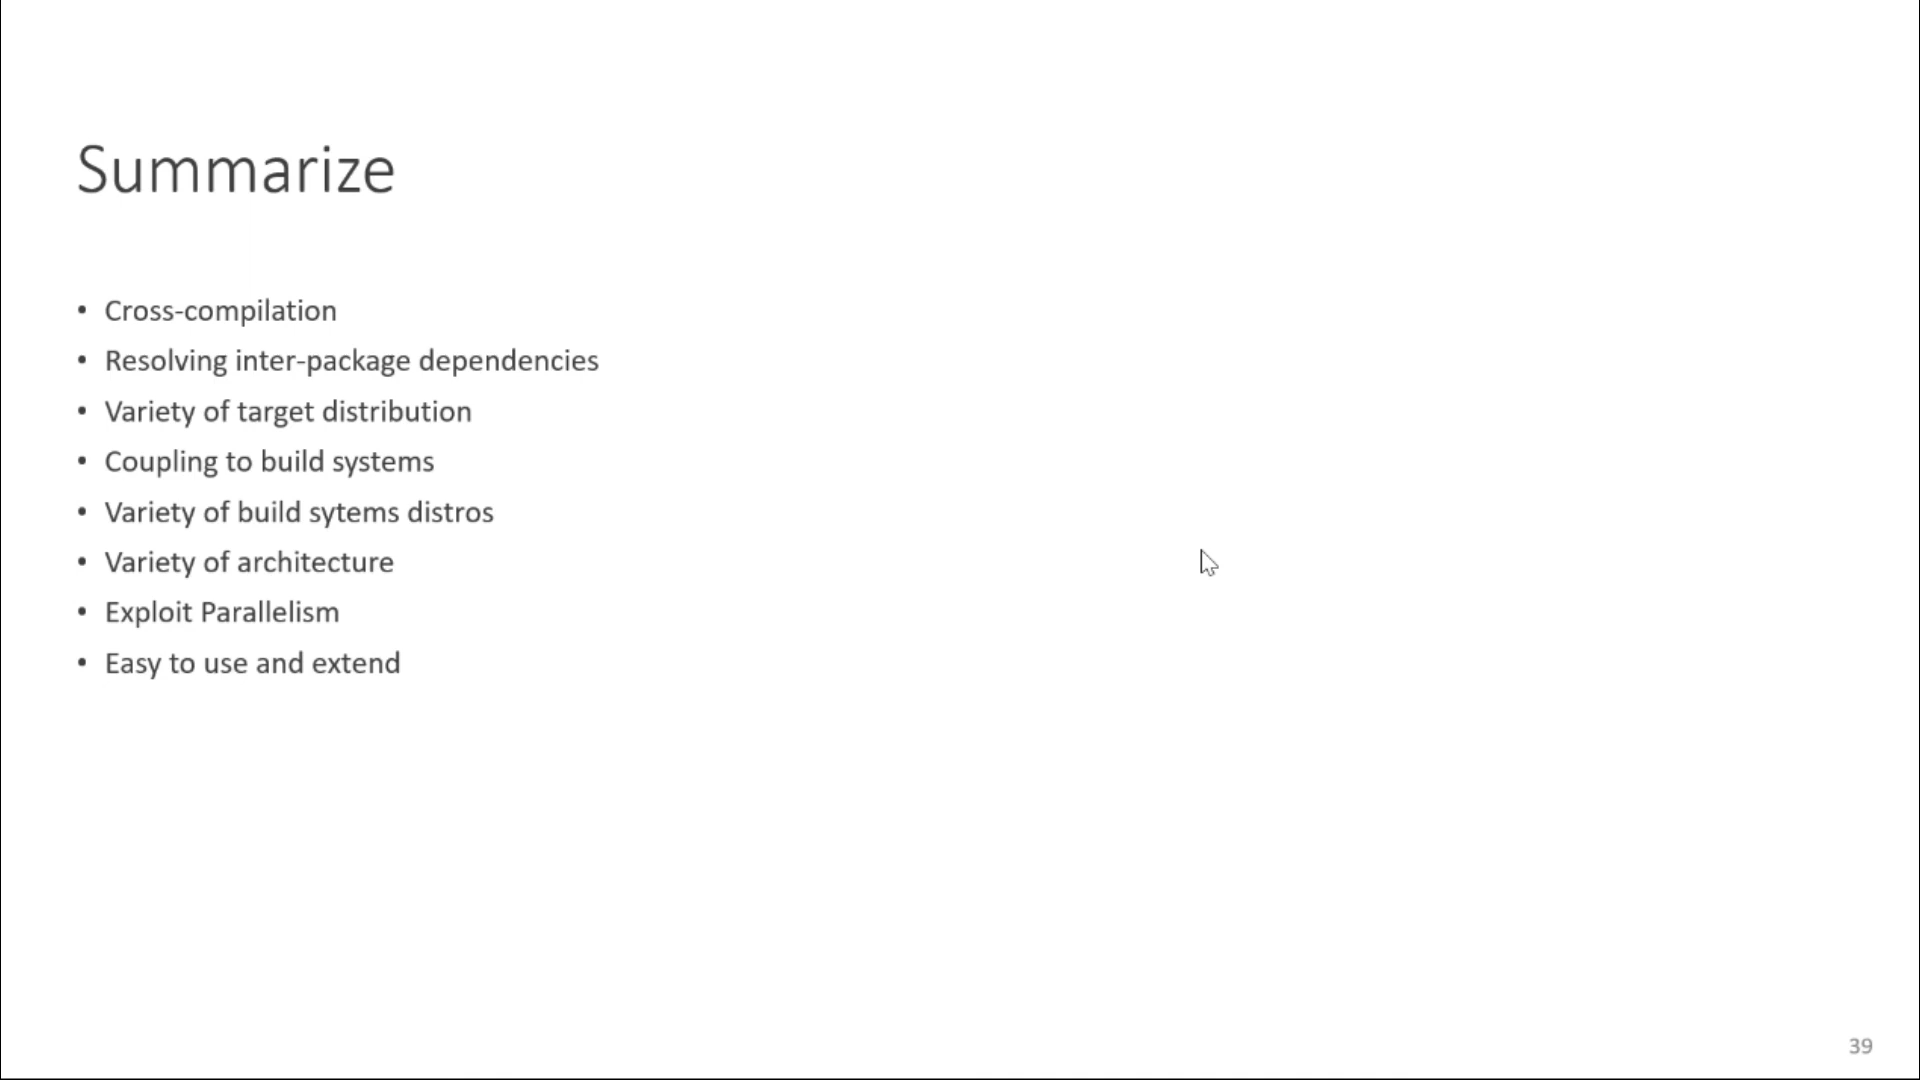 Summarize
• Cross-compilation
• Resolving inter-package dependencies
• Variety of target distribution
• Coupling to build systems
• Variety of build sytems distros
• Variety of architecture
• Exploit Parallelism
• Easy to use and extend
39